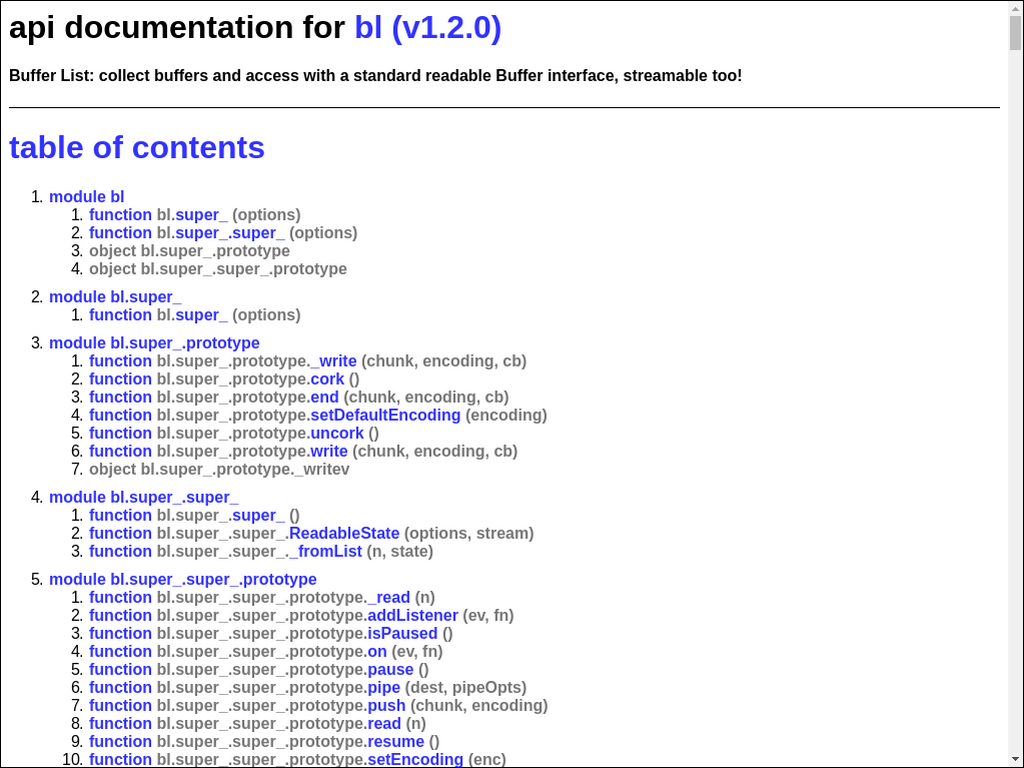 api documentation for bl (v1.2.0)
Buffer List: collect buffers and access with a standard readable Buffer interface, streamable too!
table of contents
1. module bl
1. function bl.super_ (options)
2. function bl.super_.super_ (options)
3. object bl.super_.prototype
4. object bl.super_.super_.prototype
2. module bl.super_
1. function bl.super_ (options)
3. module bl.super_.prototype
1. function bl.super_.prototype._write (chunk, encoding, cb)
2. function bl.super_.prototype.cork ()
3. function bl.super_.prototype.end (chunk, encoding, cb)
4. function bl.super_.prototype.setDefaultEncoding (encoding)
5. function bl.super_.prototype.uncork ()
6. function bl.super_.prototype.write (chunk, encoding, cb)
7. object bl.super_.prototype._writev
4. module bl.super_.super_
1. function bl.super_.super_ ()
2. function bl.super_.super_.ReadableState (options, stream)
3. function bl.super_.super_._fromList (n, state)
5. module bl.super_.super_.prototype
1. function bl.super_.super_.prototype._read (n)
2. function bl.super_.super_.prototype.addListener (ev, fn)
3. function bl.super_.super_.prototype.isPaused ()
4. function bl.super_.super_.prototype.on (ev, fn)
5. function bl.super_.super_.prototype.pause ()
6. function bl.super_.super_.prototype.pipe (dest, pipeOpts)
7. function bl.super_.super_.prototype.push (chunk, encoding)
8. function bl.super_.super_.prototype.read (n)
9. function bl.super_.super_.prototype.resume ()
10. function bl.super_.super_.prototype.setEncoding (enc)